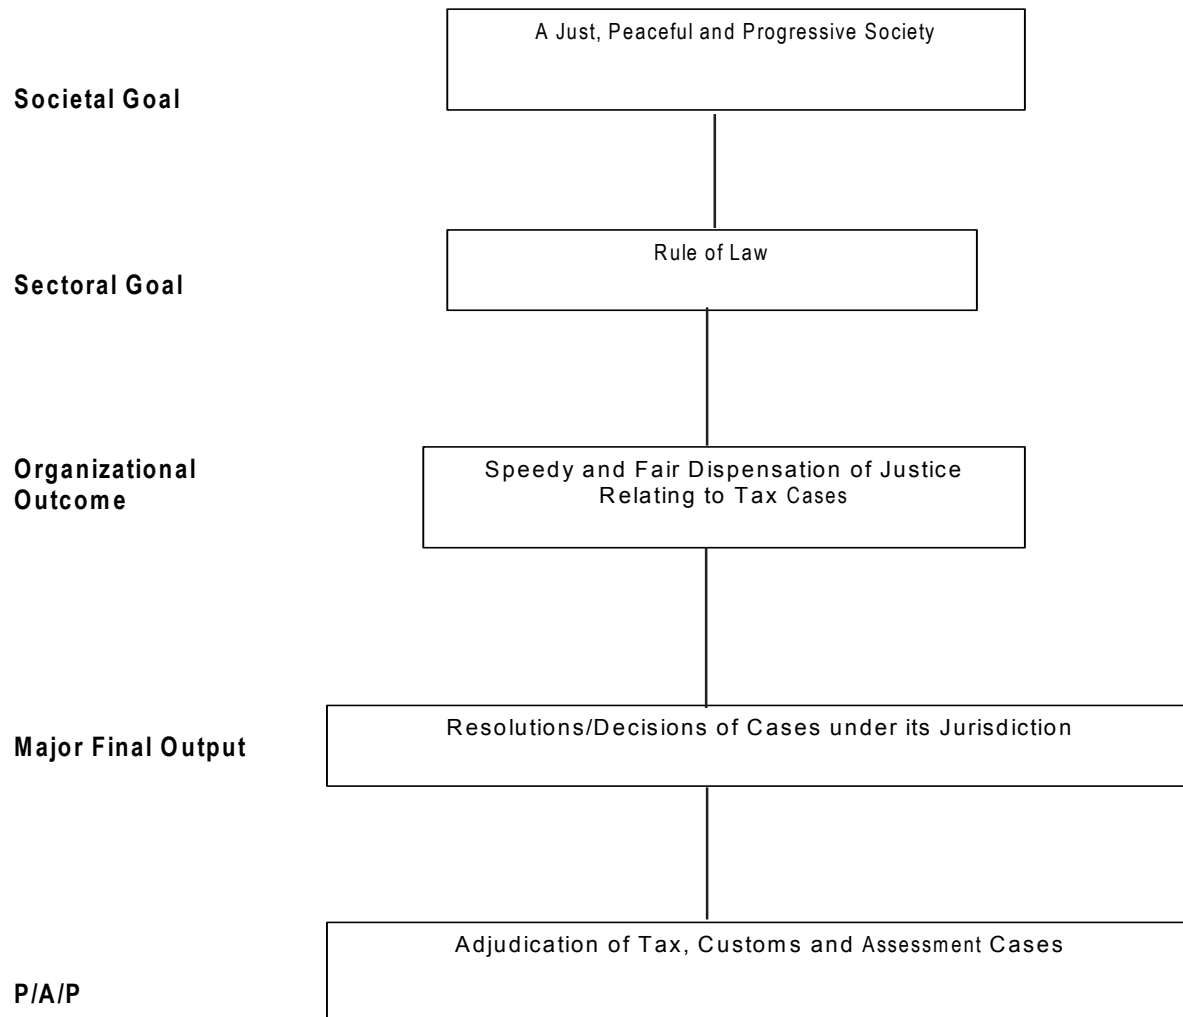 A Just, Peaceful and Progressive Society
Societal Goal
Rule of Law
Sectoral Goal
Organizational
Outcome
Speedy and Fair Dispensation of Justice
Relating to Tax Cases
Major Final Output
Resolutions/Decisions of Cases under its Jurisdiction
Adjudication of Tax, Customs and Assessment Cases
P/A/P